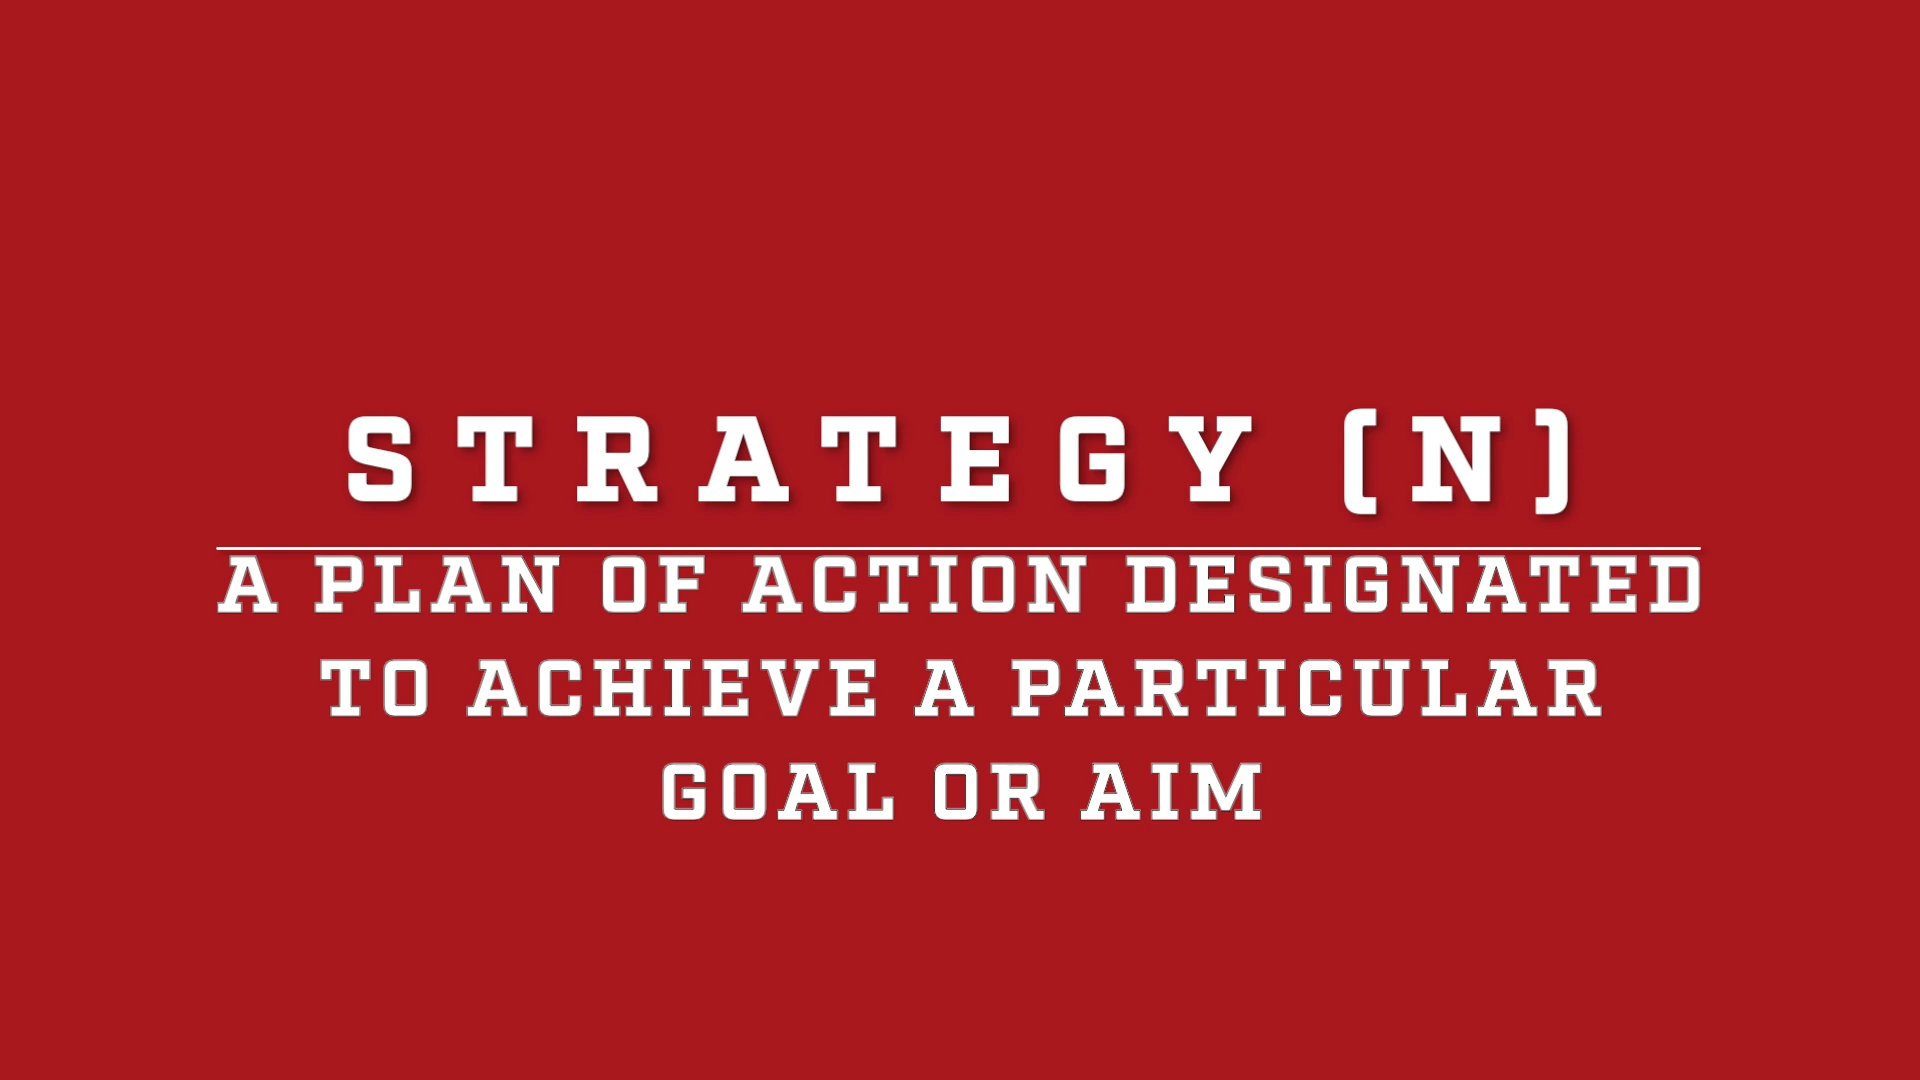 STRATEGY (N)
A PLAN OF ACTION DESIGNATED
TO ACHIEVE A PARTICULAR
GOAL OR AIM